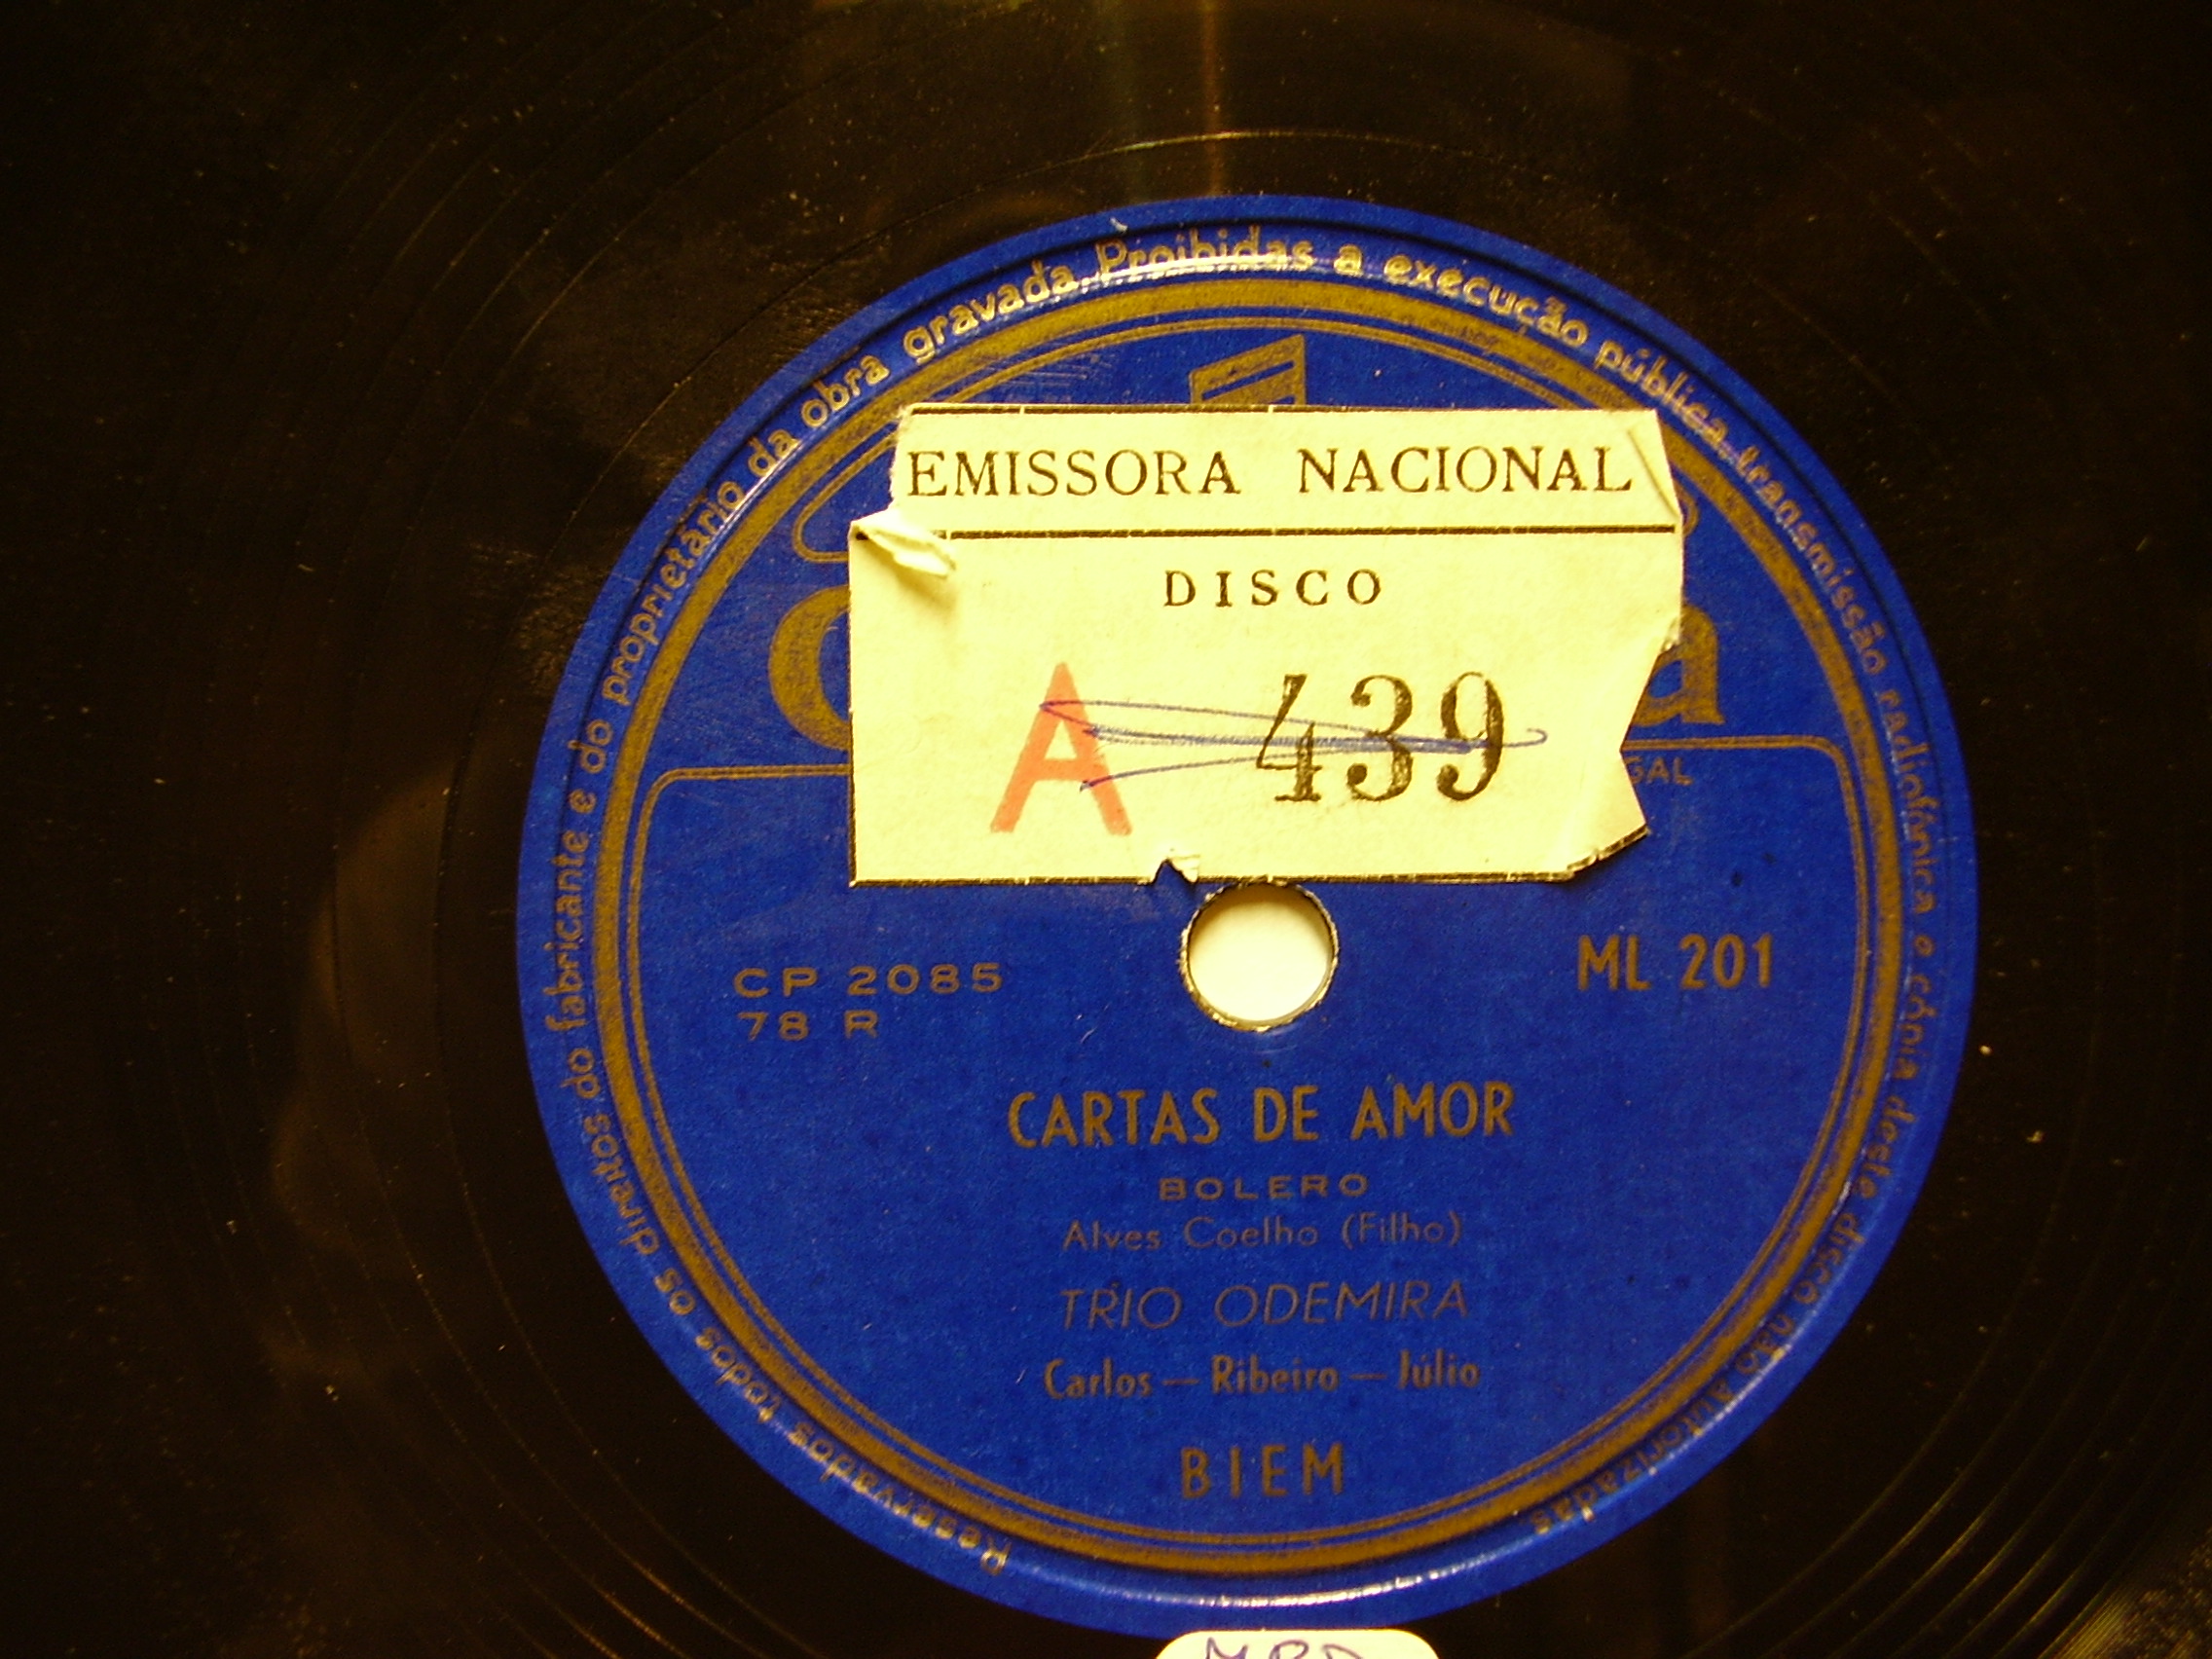 Reservados todos os direitos do fabricante e do proprietário da obra gravada. Proibidas a execução pública, transmissão radiofónica e cópia deste disco não autorizadas
EMISSORA NACIONAL
DISCO
A 439
GAL
CP 2085
78 R
ML 201
CARTAS DE AMOR
BOLERO
Alves Coelho (Filho)
TRIO ODEMIRA
Carlos — Ribeiro — Júlio
BIEM